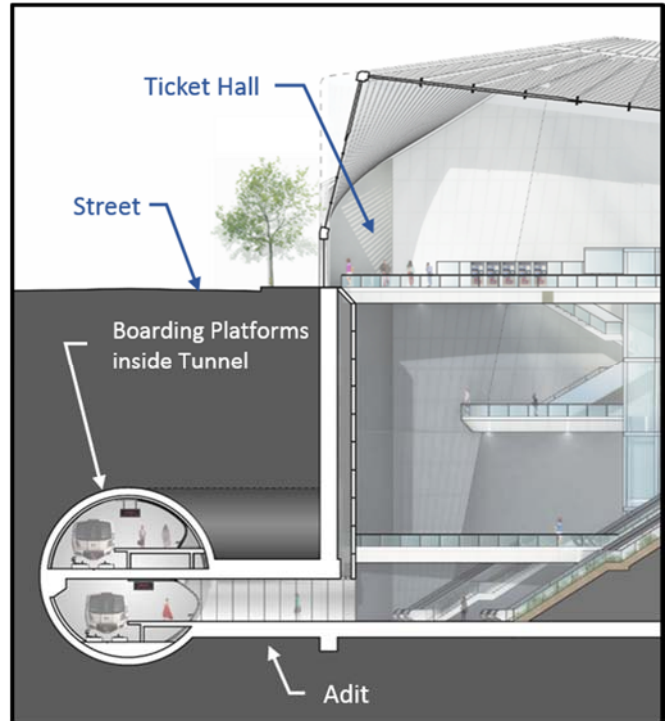 Ticket Hall
Street
Boarding Platforms
inside Tunnel
Adit